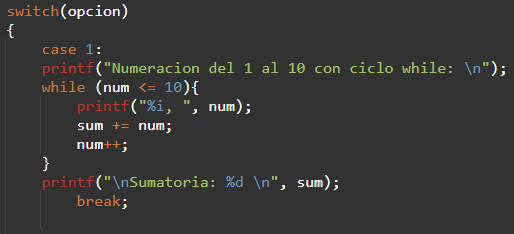 switch(opcion)
{
    case 1:
    printf("Numeracion del 1 al 10 con ciclo while: \n");
    while (num <= 10){
        printf("%i, ", num);
        sum += num;
        num++;
    }
    printf("\nSumatoria: %d \n", sum);
        break;